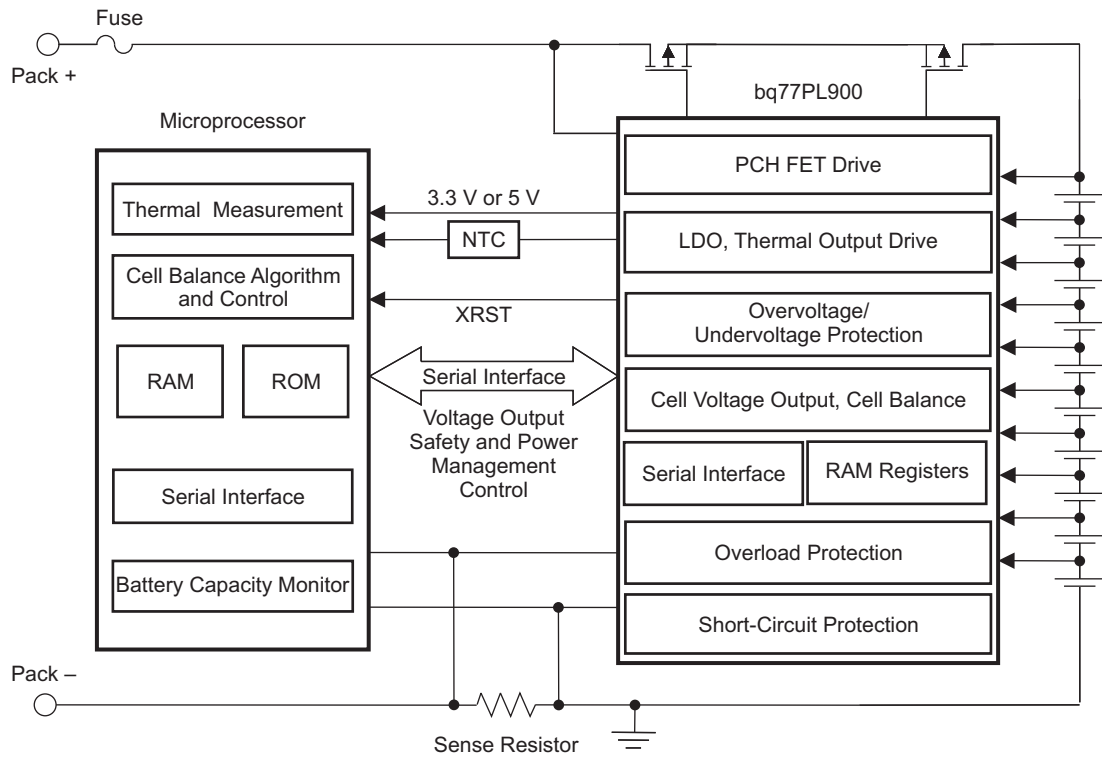 Fuse
Pack +
bq77PL900
Microprocessor
Thermal Measurement
Cell Balance Algorithm
and Control
RAM
ROM
Serial Interface
Battery Capacity Monitor
3.3 V or 5 V
NTC
XRST
Serial Interface
Voltage Output
Safety and Power
Management
Control
PCH FET Drive
LDO, Thermal Output Drive
Overvoltage/
Undervoltage Protection
Cell Voltage Output, Cell Balance
Serial Interface
RAM Registers
Overload Protection
Short-Circuit Protection
Pack –
Sense Resistor